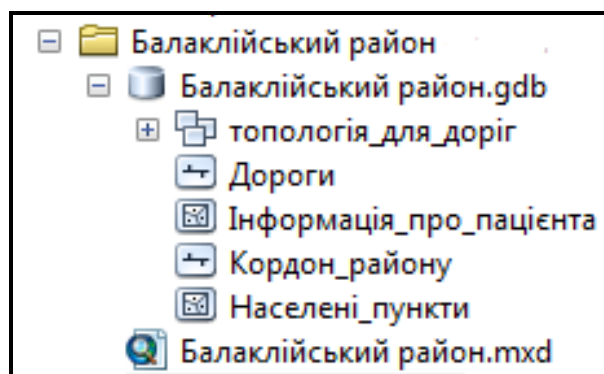 Балаклійський район
Балаклійський район.gdb
топологія_для_доріг
Дороги
Інформація_про_пацієнта
Кордон_району
Населені_пункти
Балаклійський район.mxd